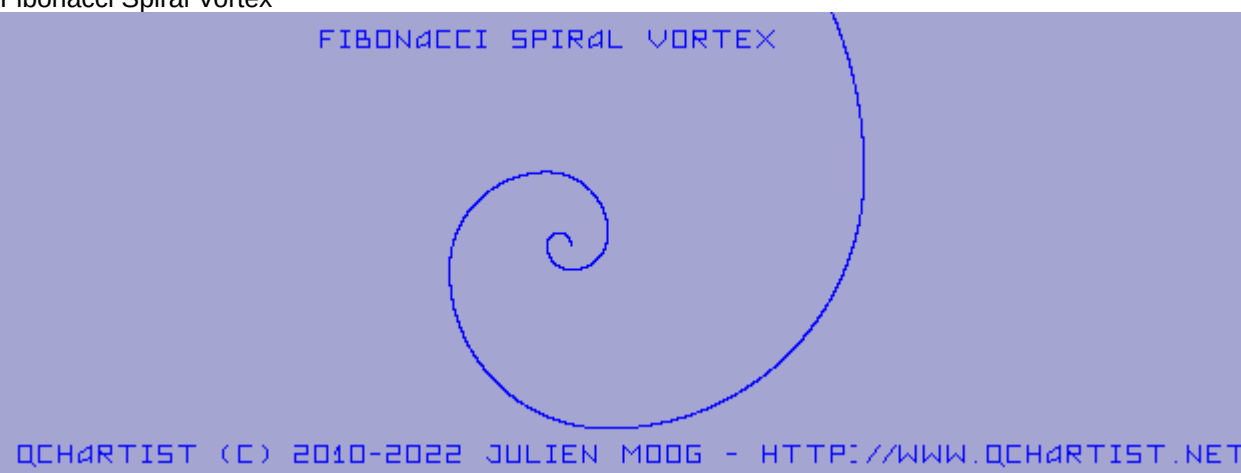 Fibonacci Spiral Vortex
FIBONACCI SPIRAL VORTEX
QCHARTIST (C) 2010-2022 JULIEN MOOG - HTTP://WWW.QCHARTIST.NET